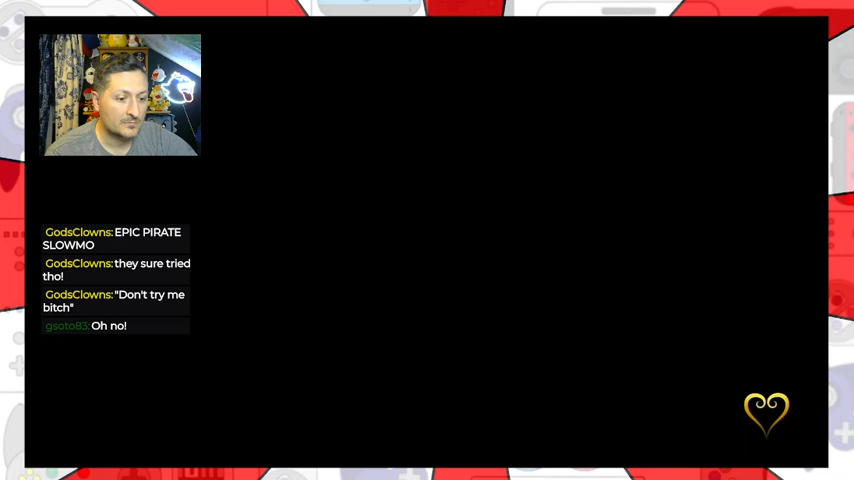 GodsClowns: EPIC PIRATE
SLOWMO
GodsClowns: they sure tried
tho!
GodsClowns: "Don't try me
bitch"
gsoto83: Oh no!